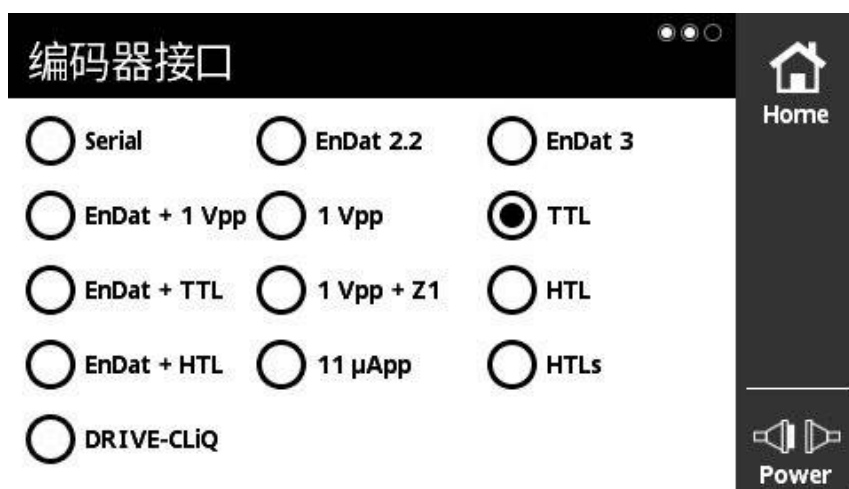 编码器接口
Home
Serial EnDat 2.2 EnDat 3
EnDat + 1 Vpp 1 Vpp TTL
EnDat + TTL 1 Vpp + Z1 HTL
EnDat + HTL 11 µApp HTLs
DRIVE-CLiQ
Power